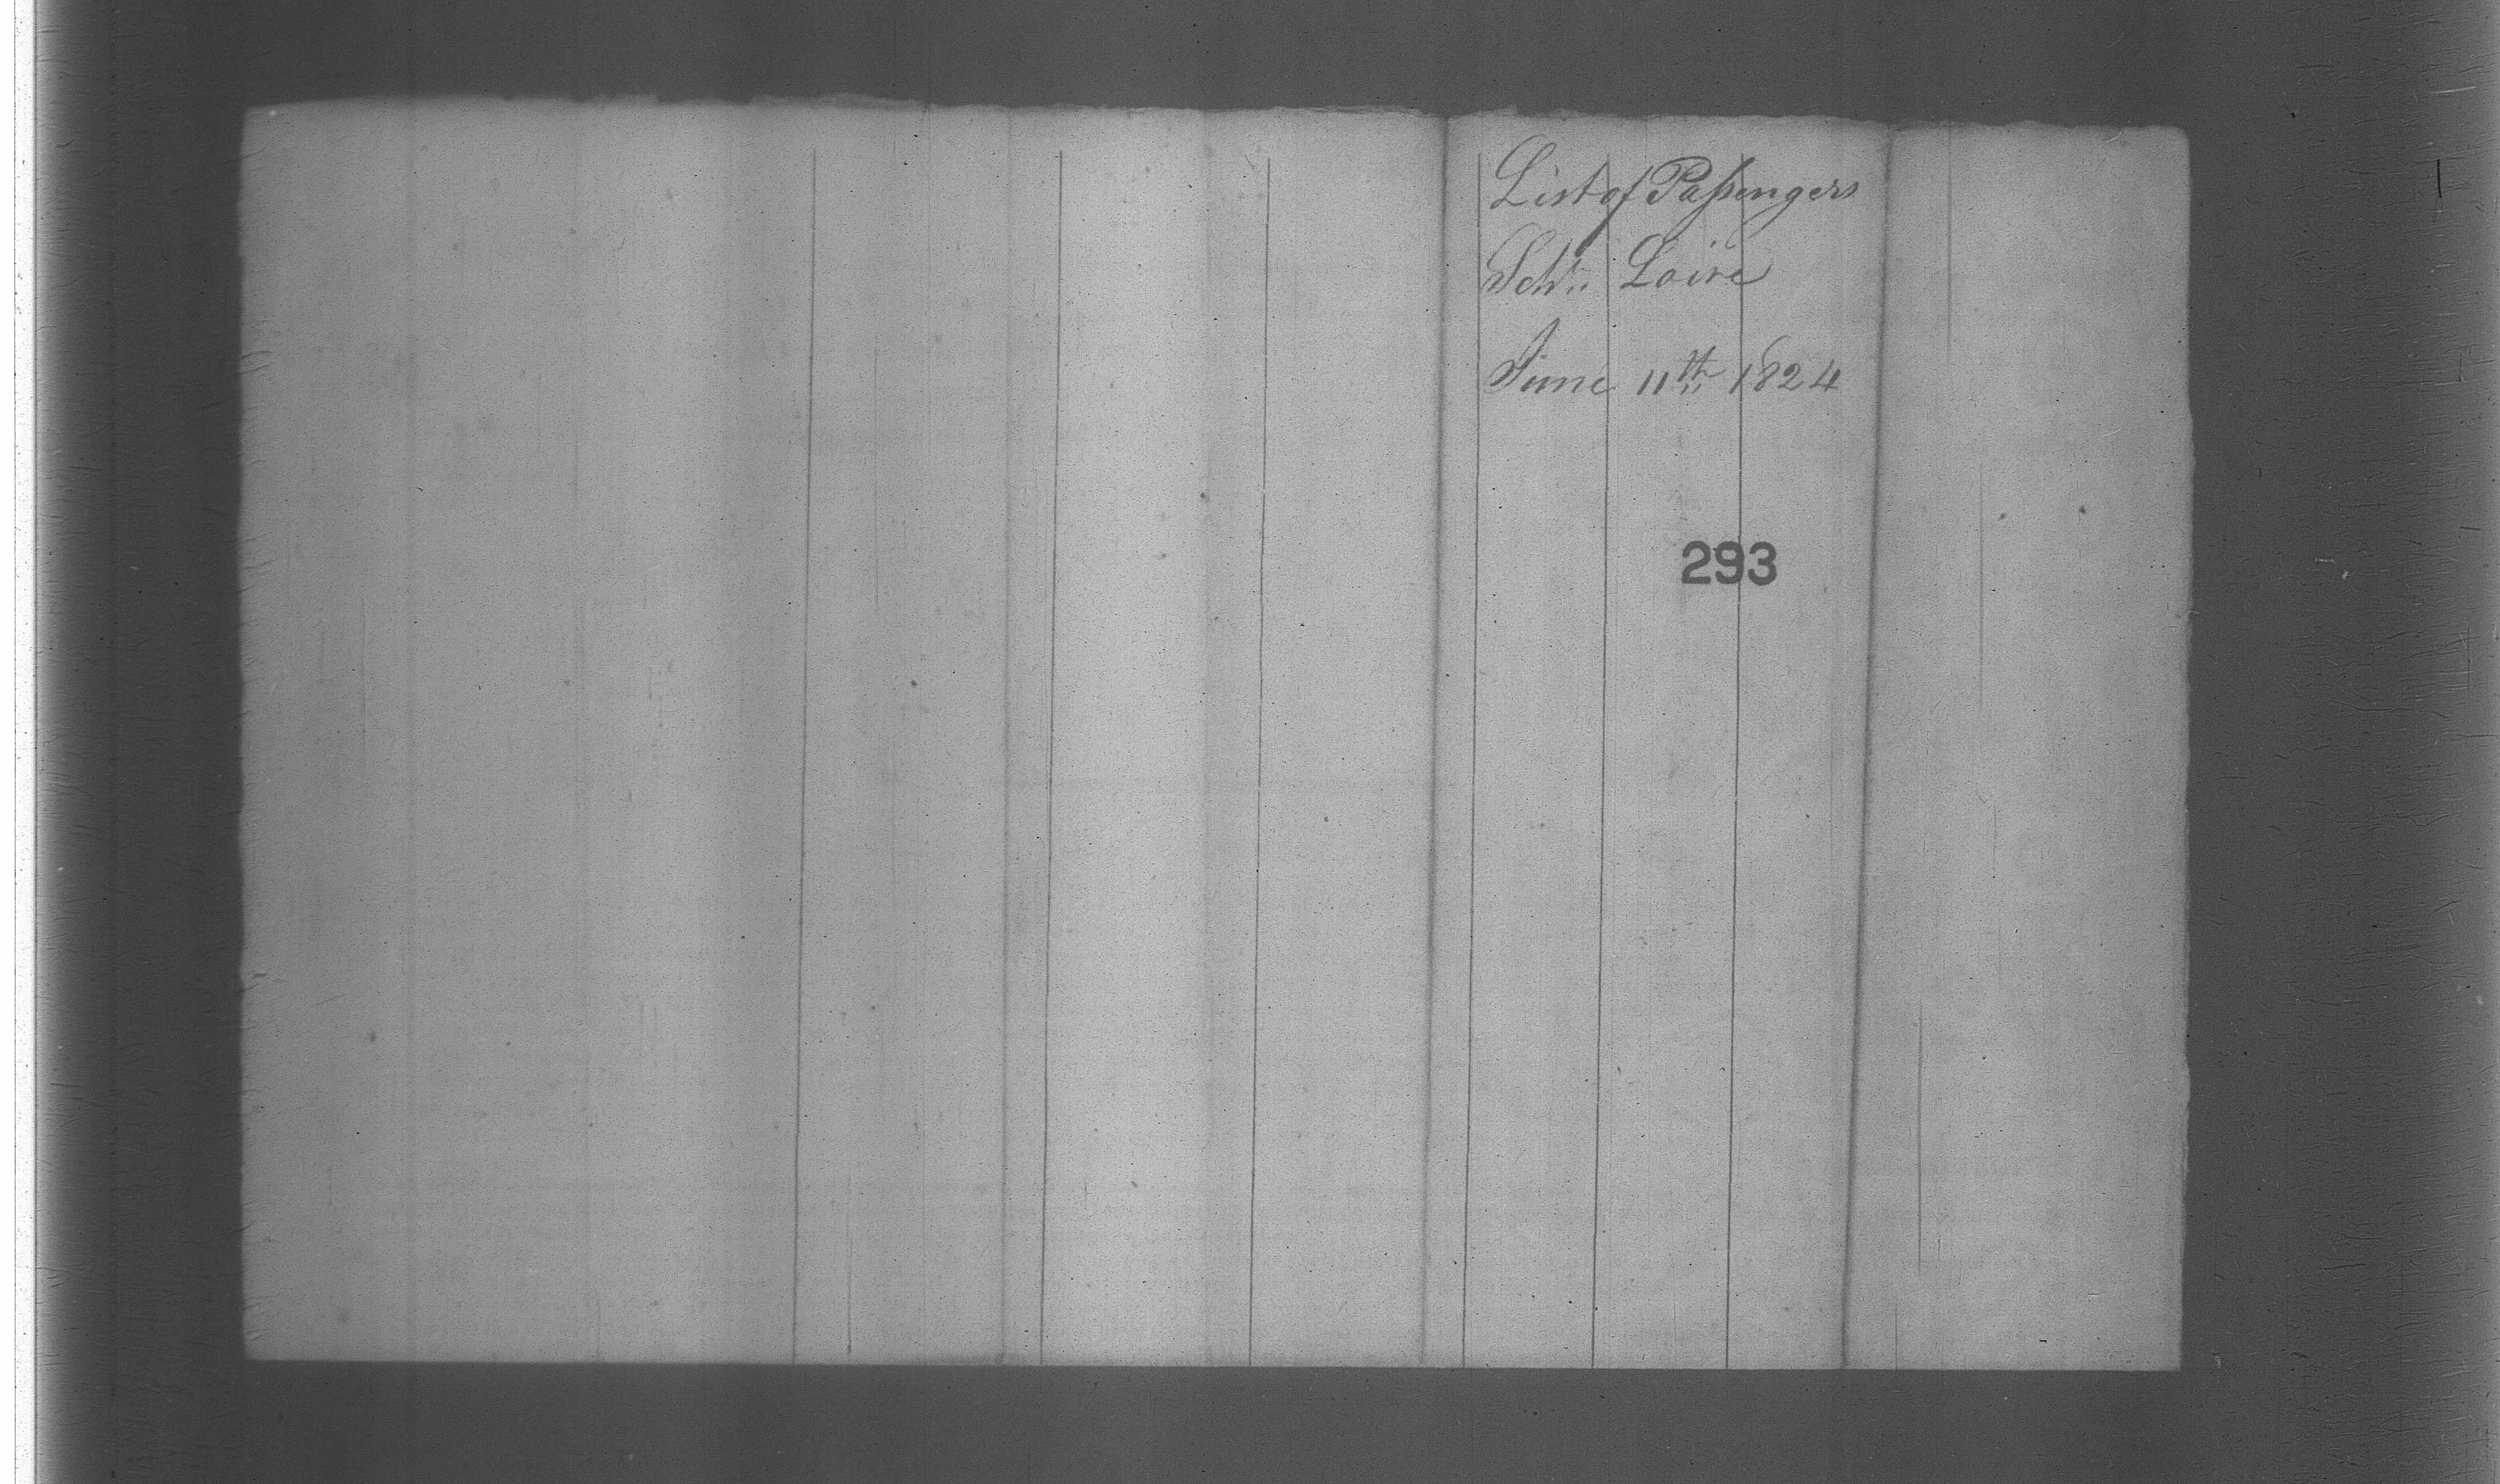 List of Passengers
Schr. Loire
June 11th 1824
293